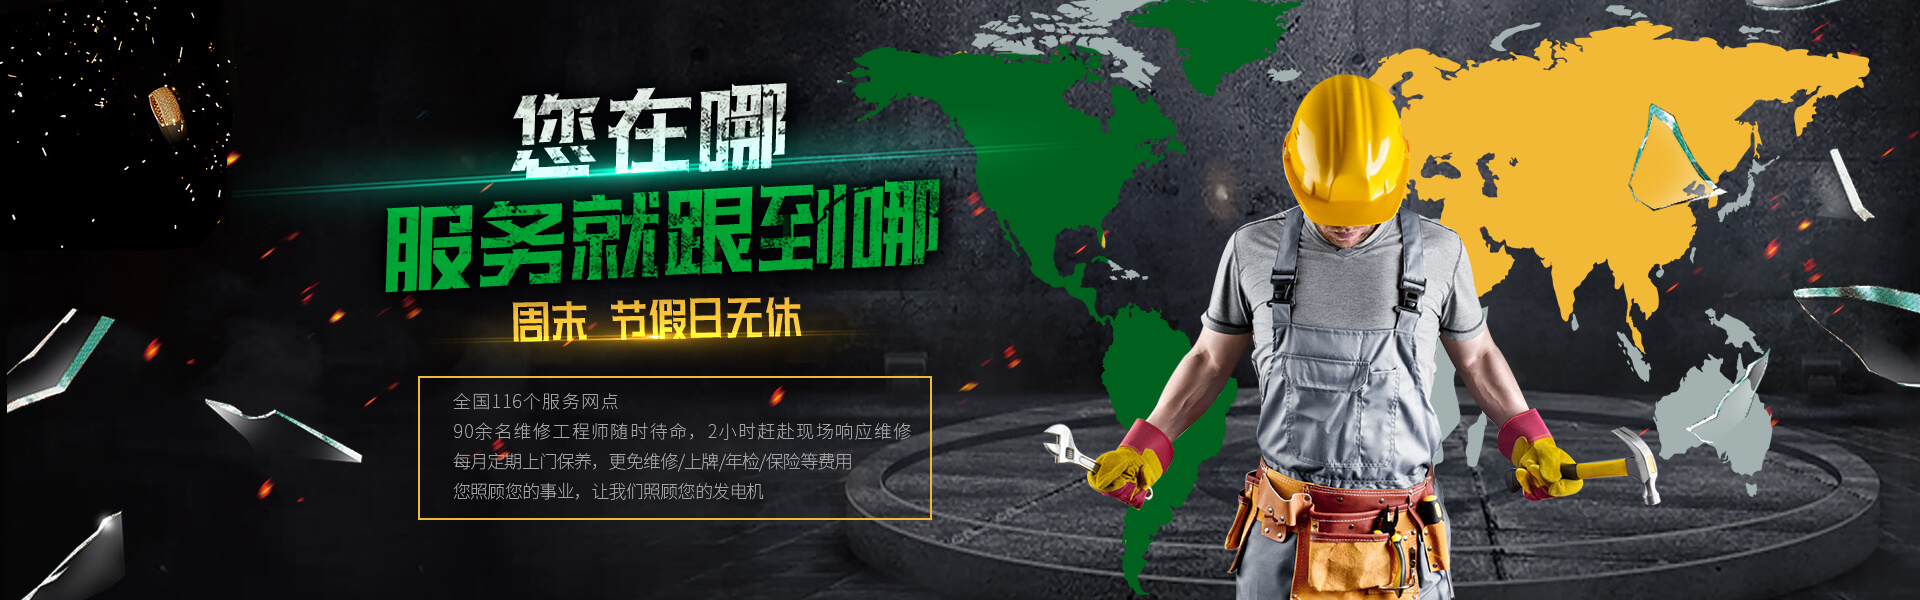 您在哪
服务就跟到哪
周末 节假日无休
全国116个服务网点
90余名维修工程师随时待命，2小时赶赴现场响应维修
每月定期上门保养，更免维修/上牌/年检/保险等费用
您照顾您的事业，让我们照顾您的发电机